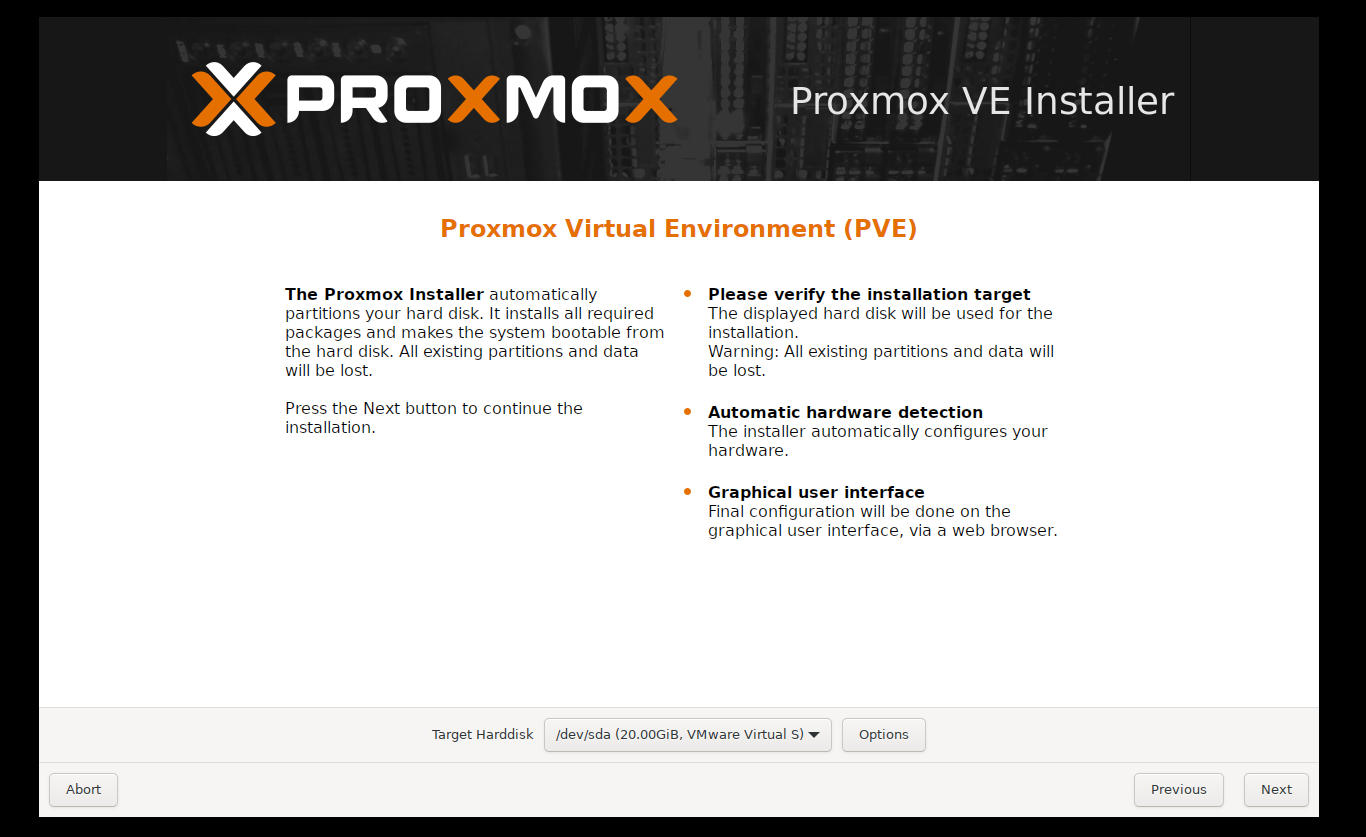 PROXMOX
Proxmox VE Installer
Proxmox Virtual Environment (PVE)
The Proxmox Installer automatically
partitions your hard disk. It installs all required
packages and makes the system bootable from
the hard disk. All existing partitions and data
will be lost.
Press the Next button to continue the
installation.
Please verify the installation target
The displayed hard disk will be used for the
installation.
Warning: All existing partitions and data will
be lost.
Automatic hardware detection
The installer automatically configures your
hardware.
Graphical user interface
Final configuration will be done on the
graphical user interface, via a web browser.
Target Harddisk /dev/sda (20.00GiB, VMware Virtual S) Options
Abort Previous Next